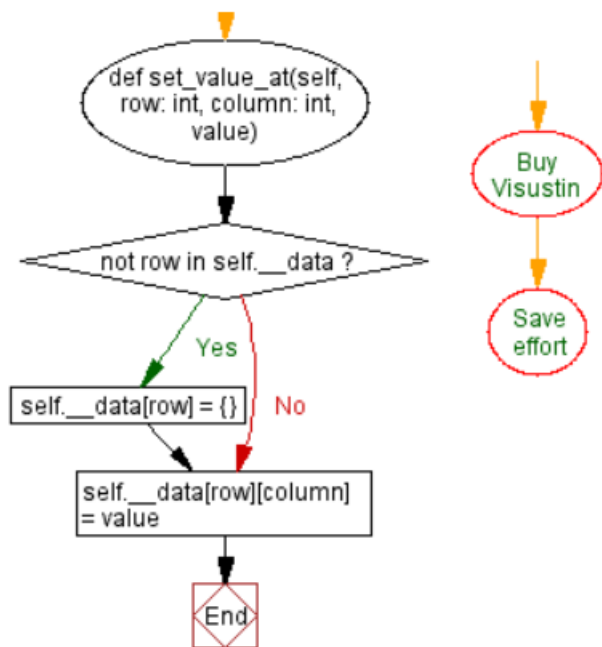 def set_value_at(self,
row: int, column: int,
value)
not row in self.__data ?
Yes
self.__data[row] = {}
No
self.__data[row][column]
= value
End
Buy
Visustin
Save
effort